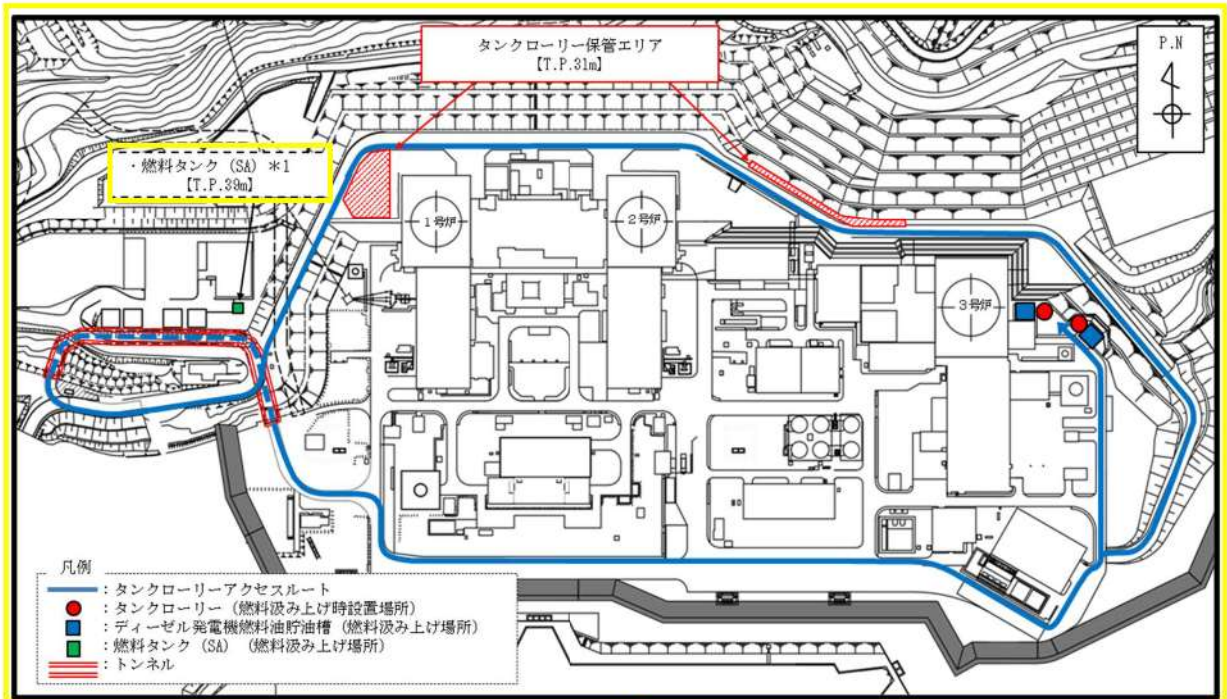 タンクローリー保管エリア
【T.P.31m】
P.N
・燃料タンク (SA) *1
【T.P.39m】
1号炉
2号炉
3号炉
凡例
:タンクローリーアクセスルート
:タンクローリー (燃料汲み上げ時設置場所)
:ディーゼル発電機燃料油貯油槽 (燃料汲み上げ場所)
:燃料タンク (SA) (燃料汲み上げ場所)
:トンネル